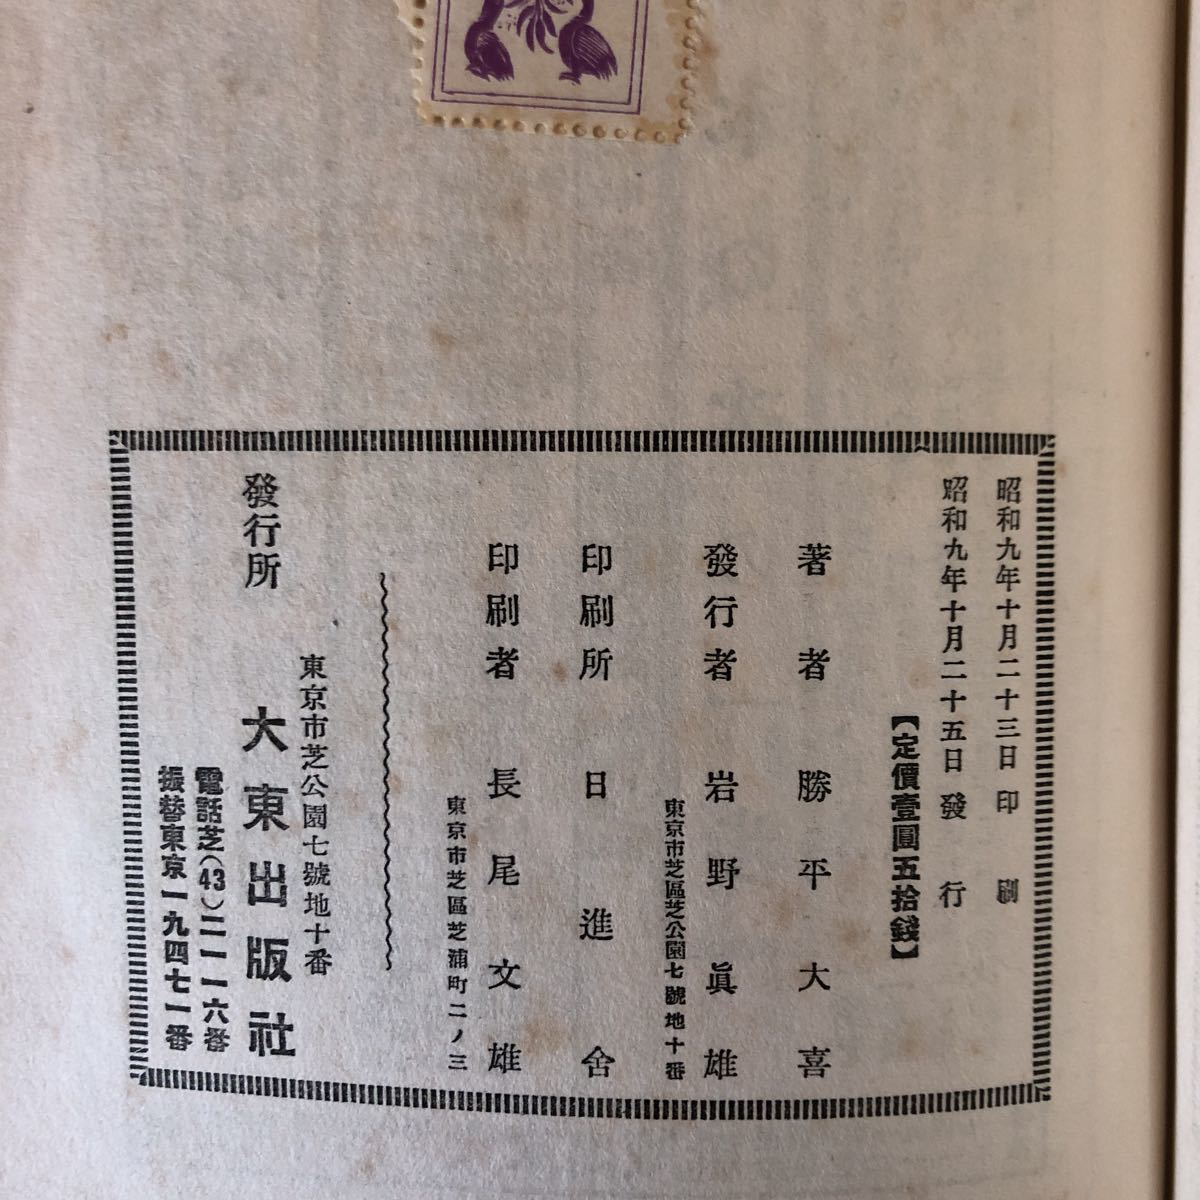 昭和九年十月二十三日印刷
昭和九年十月二十五日發行
【定價壹圓五拾錢】
著者 勝平大喜
發行者 岩野眞雄
東京市芝區芝公園七號地十番
印刷所 日進舍
印刷者 長尾文雄
東京市芝區芝浦町二ノ三
東京市芝公園七號地十番
發行所 大東出版社
電話芝(43)二一一六番
振替東京一九四七一番